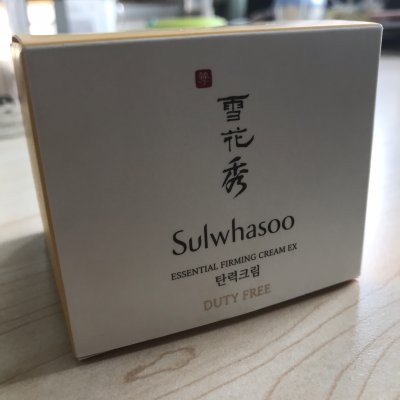 雪
花
秀
Sulwhasoo
ESSENTIAL FIRMING CREAM EX
탄력크림
DUTY FREE